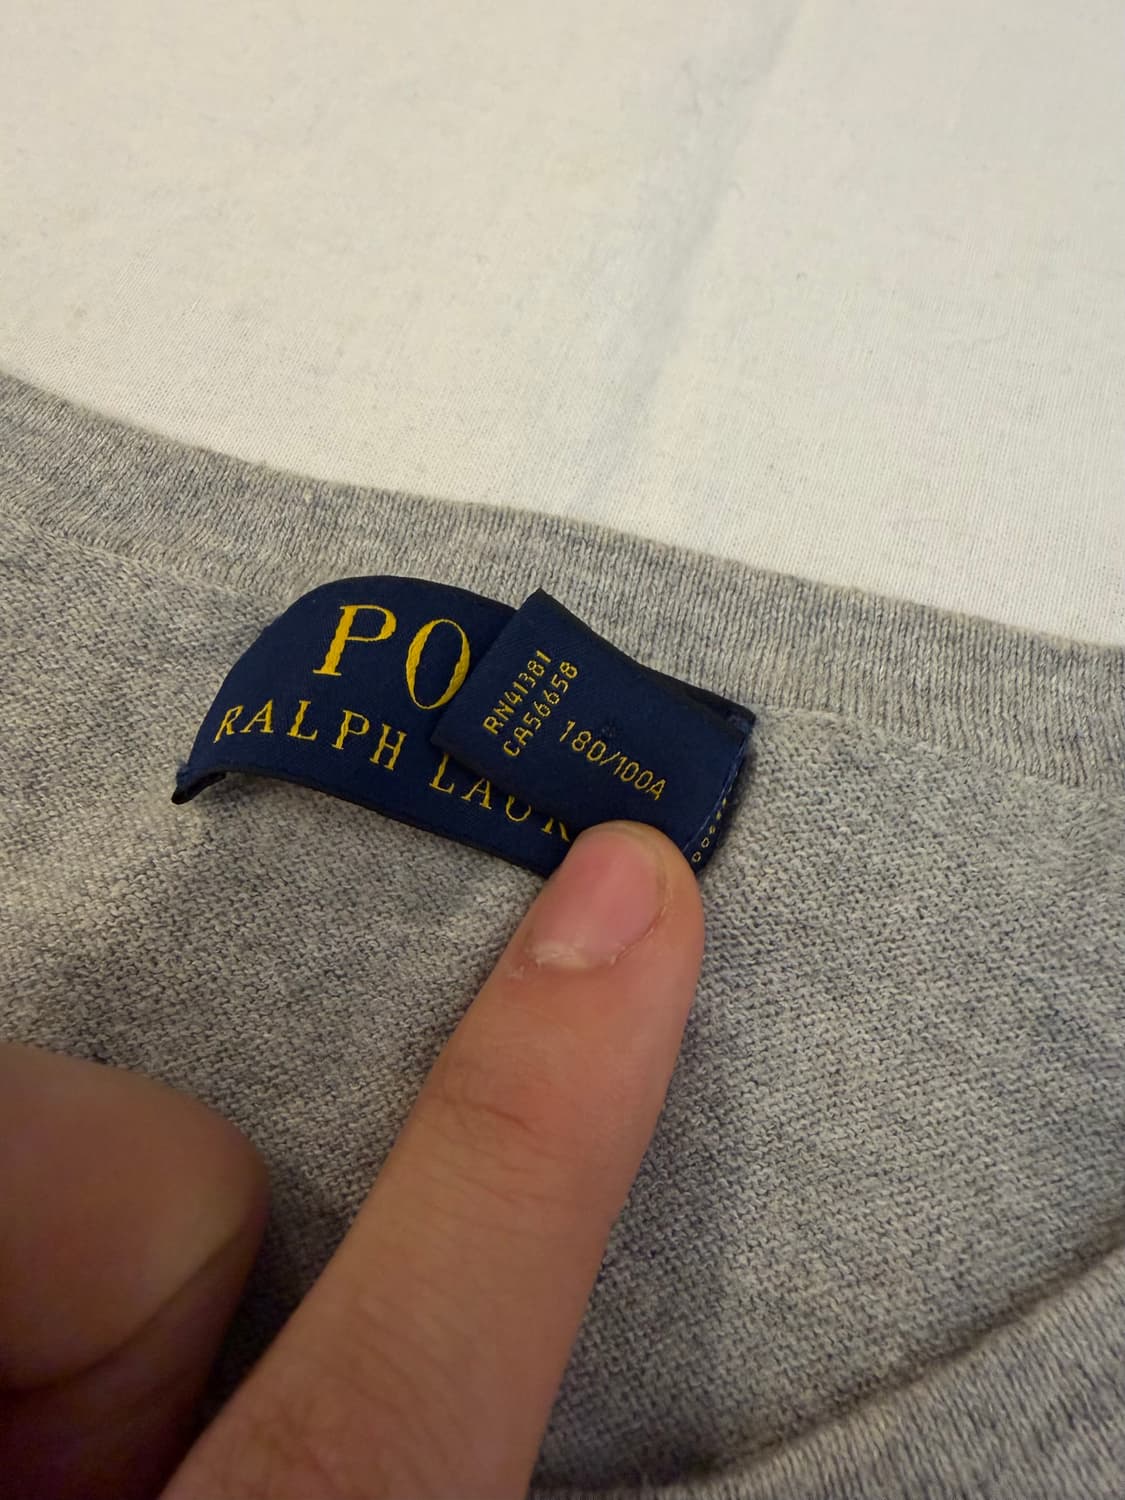 PO
RALPH LAUR
RN41381
CA56658
180/100A